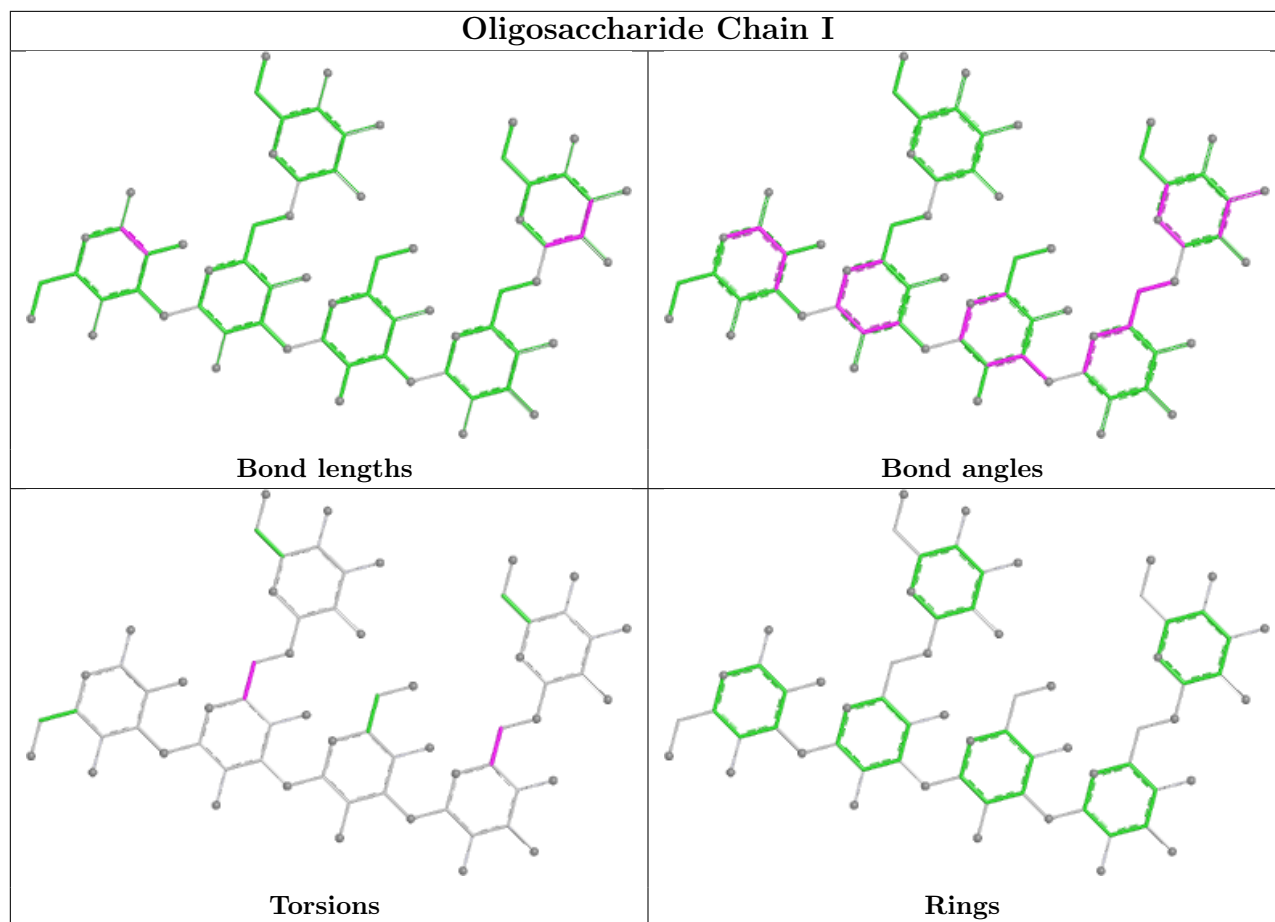 Oligosaccharide Chain I
Bond lengths
Bond angles
Torsions
Rings